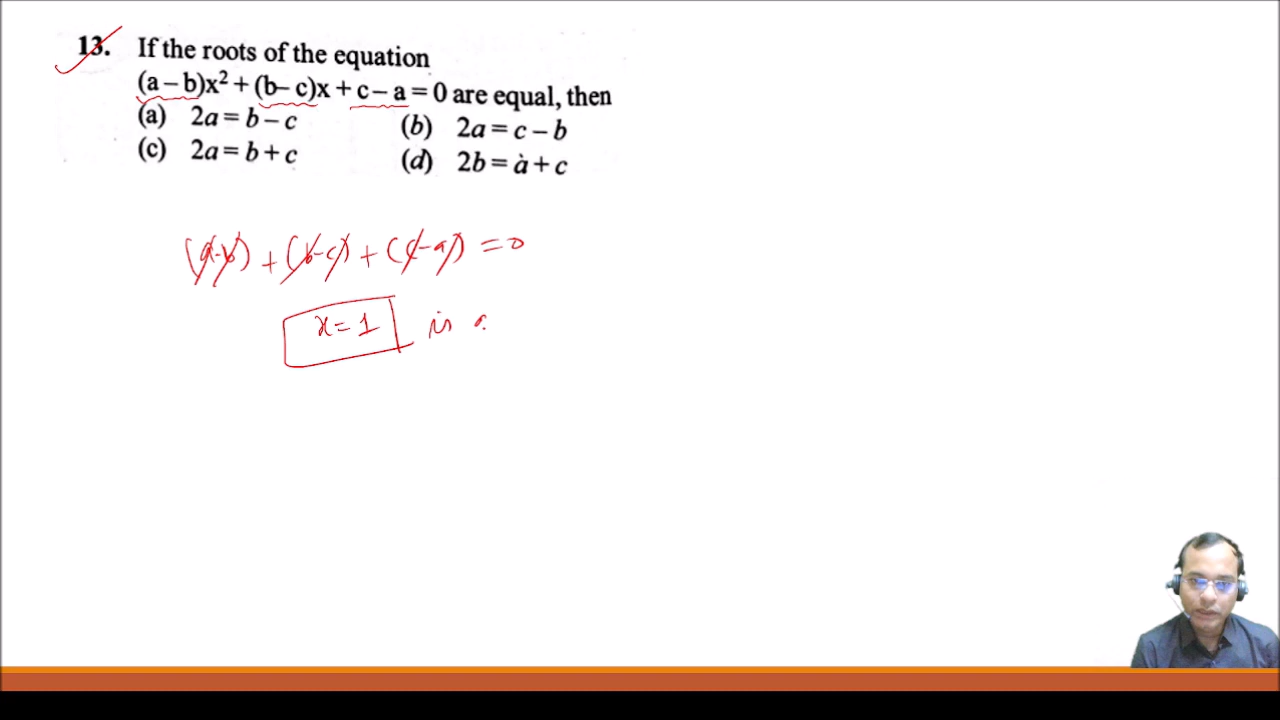 13. If the roots of the equation
(a – b)x² + (b – c)x + c – a = 0 are equal, then
(a) 2a = b – c (b) 2a = c – b
(c) 2a = b + c (d) 2b = a + c
(a-b) + (b-c) + (c-a) = 0
x = 1 is a